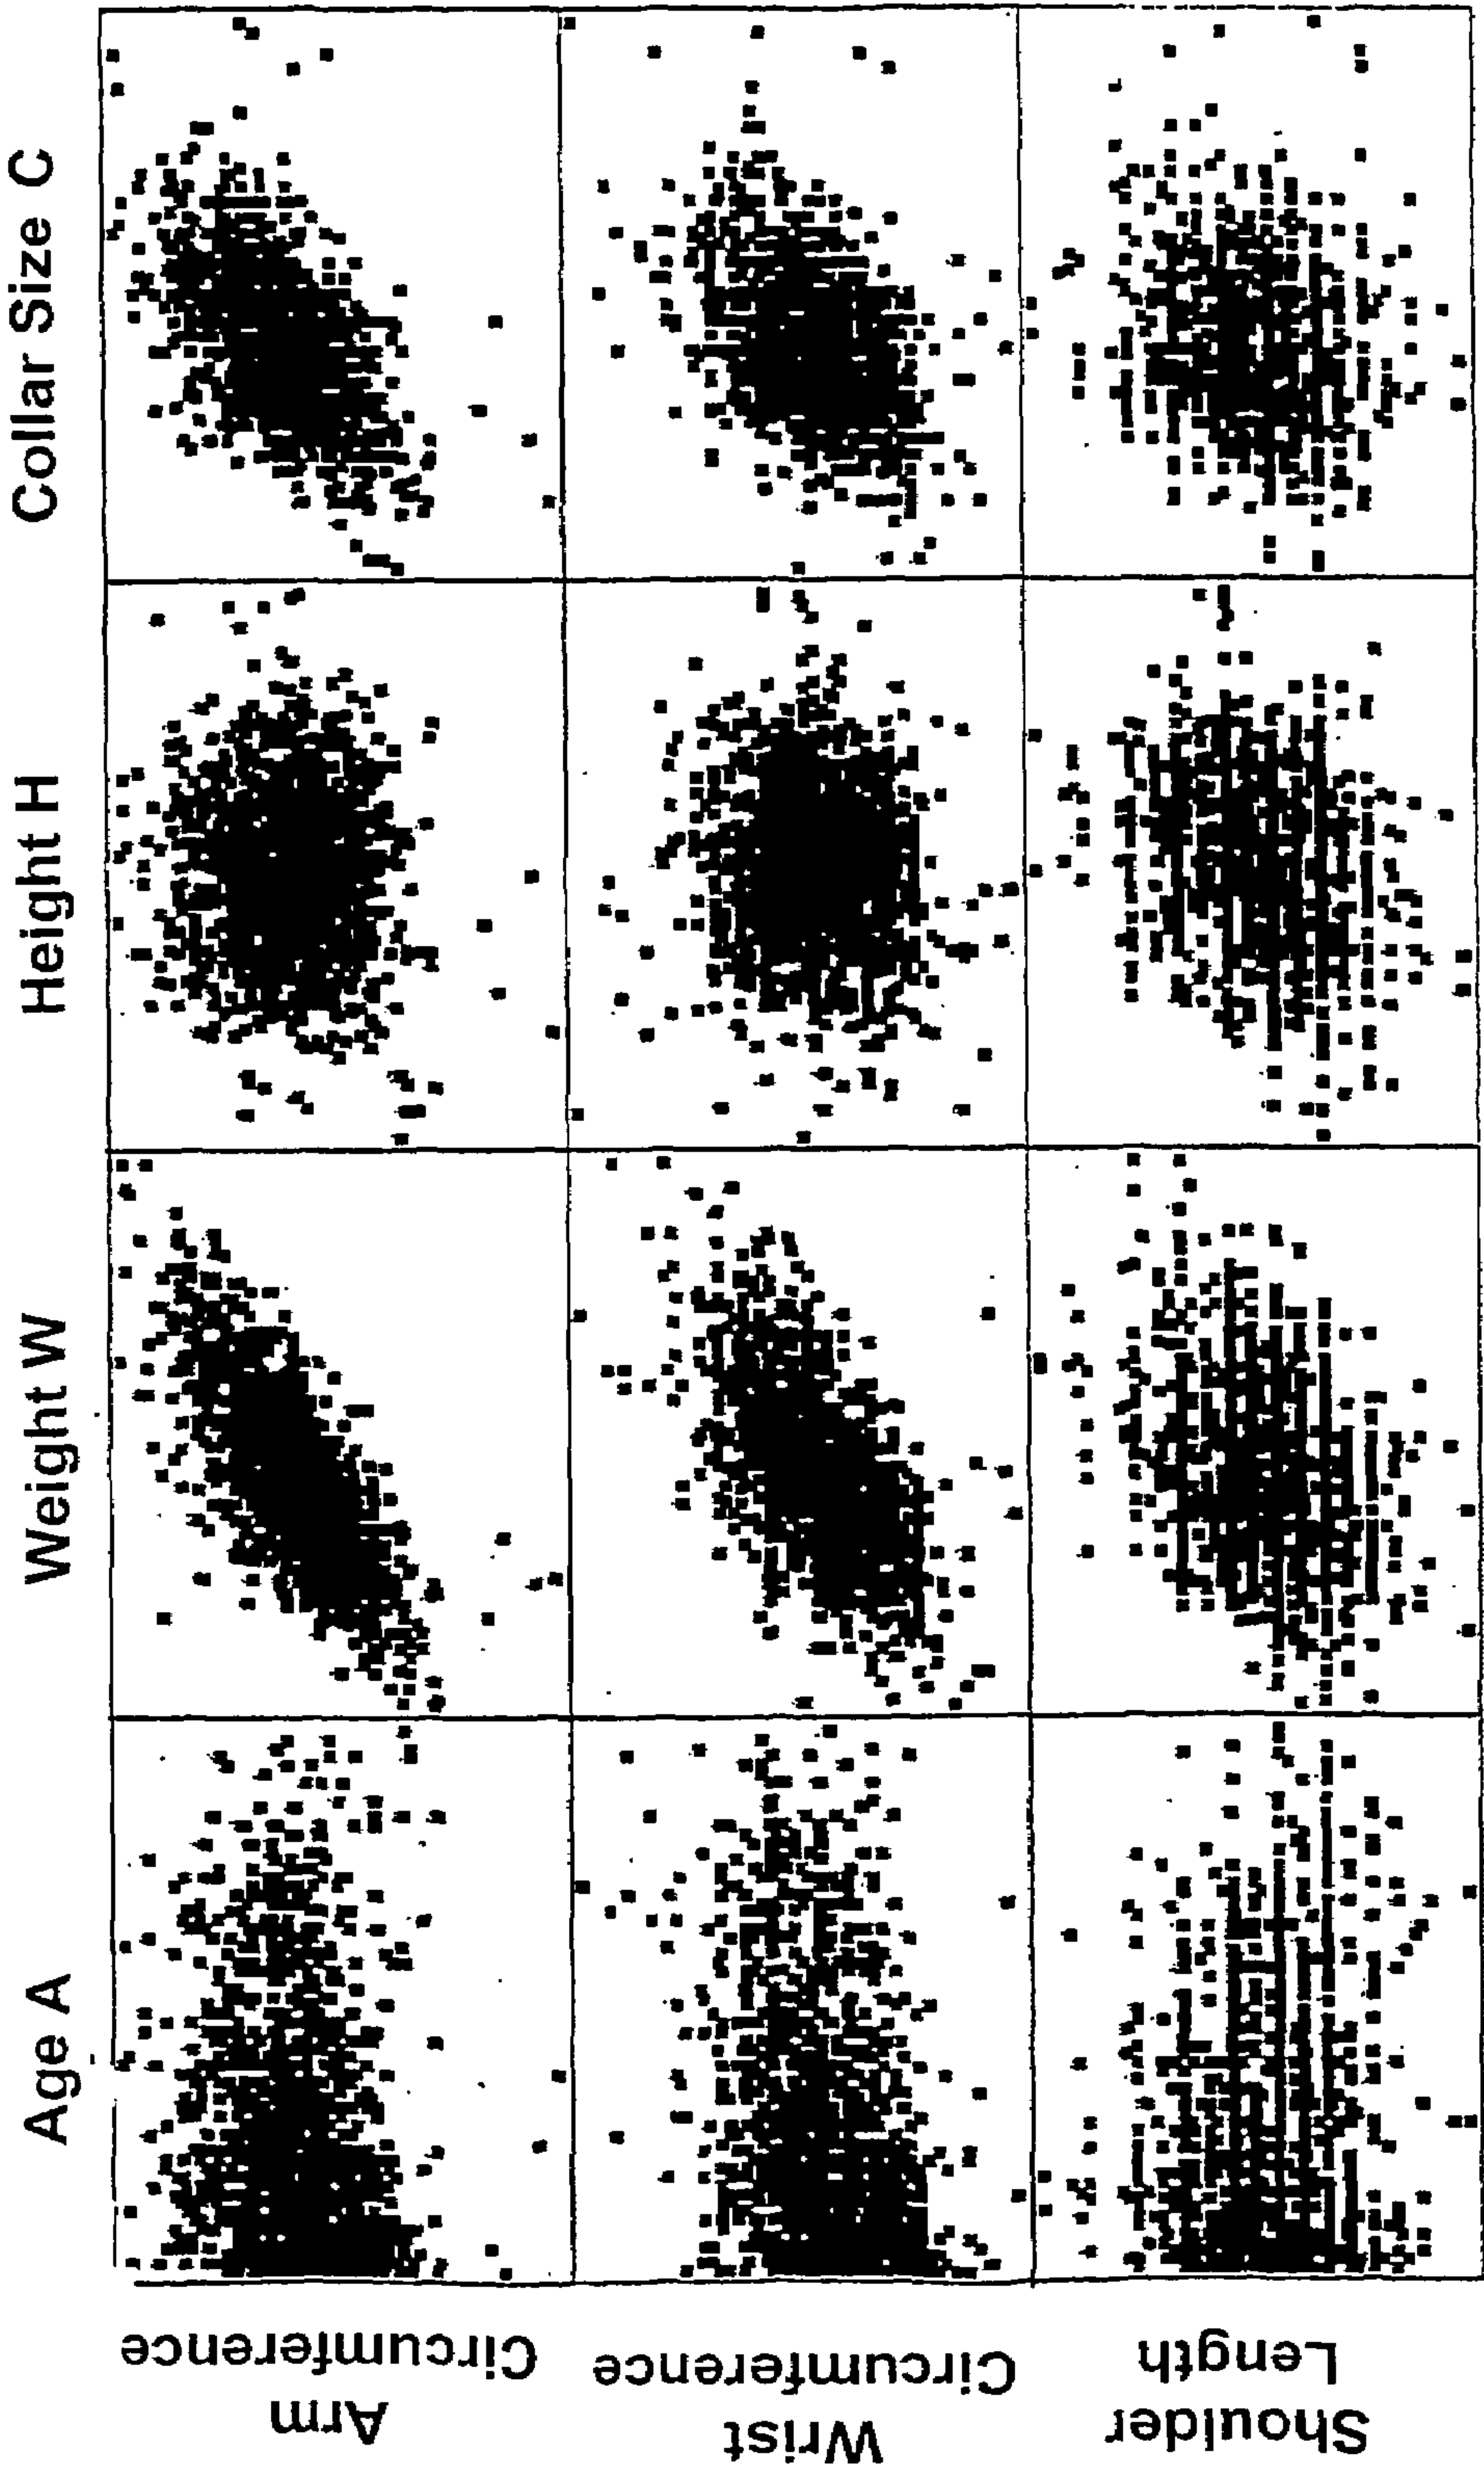 Age A
Weight W
Height H
Collar Size C
Arm
Circumference
Wrist
Circumference
Shoulder
Length